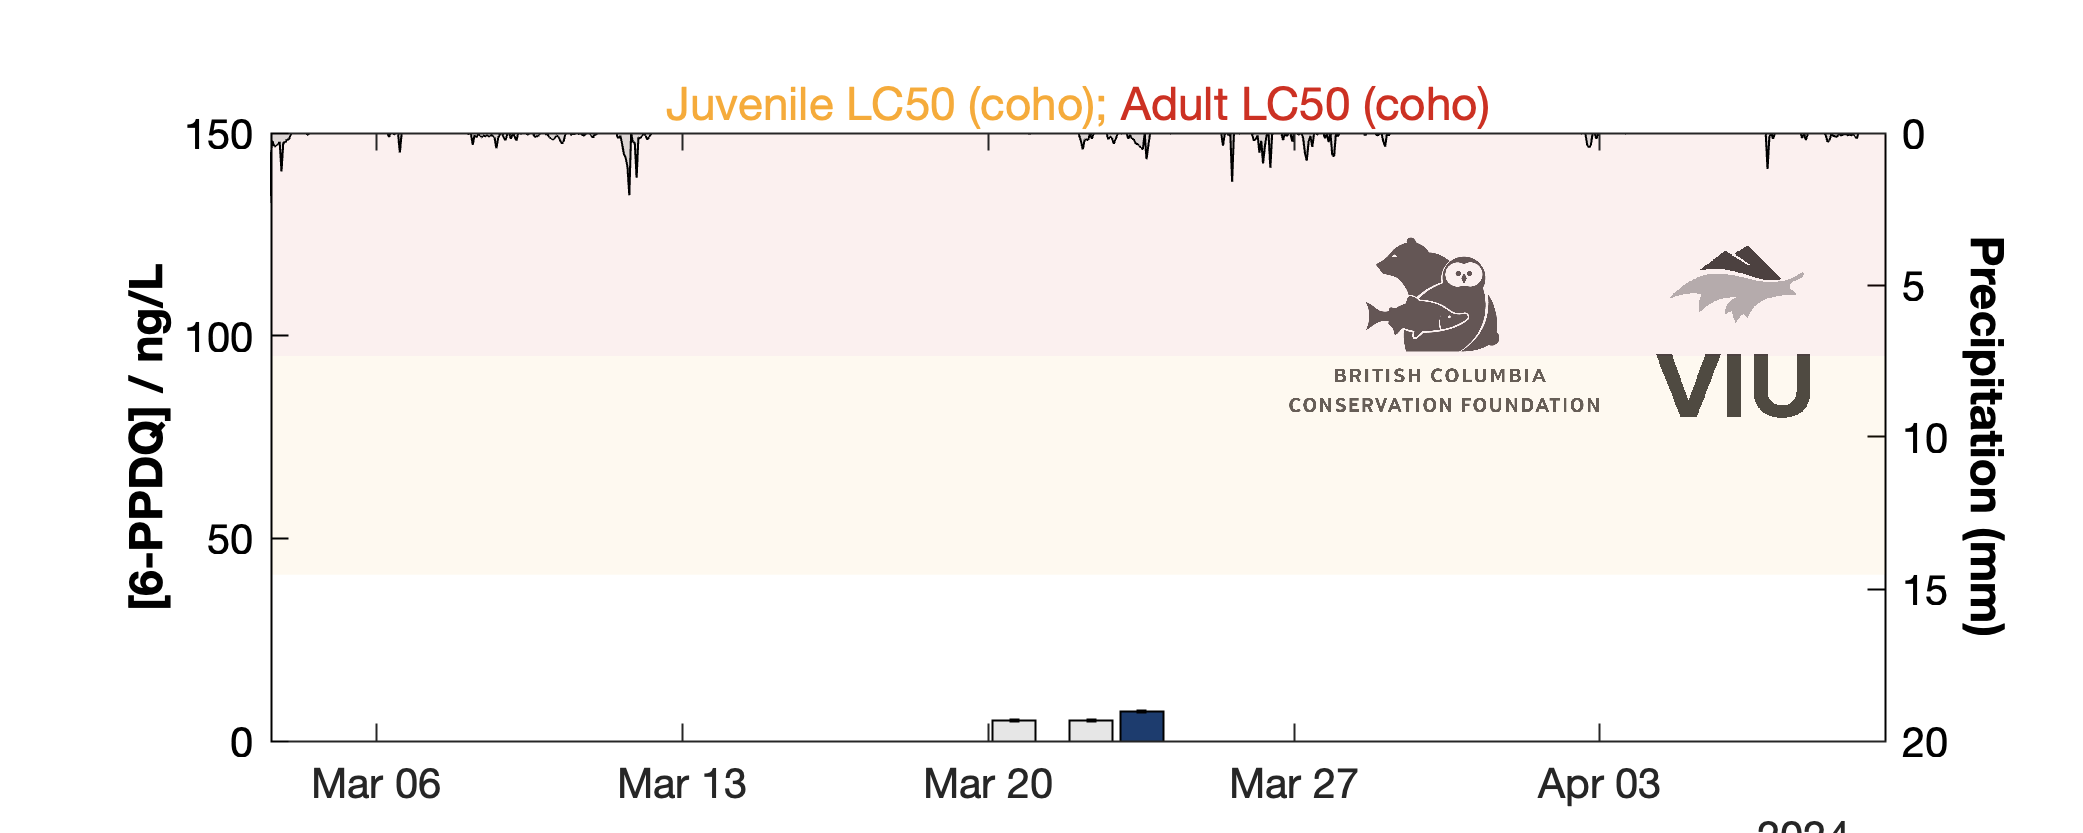 Juvenile LC50 (coho); Adult LC50 (coho)
150
100
50
0
[6-PPDQ] / ng/L
0
5
10
15
20
Precipitation (mm)
BRITISH COLUMBIA
CONSERVATION FOUNDATION
VIU
Mar 06
Mar 13
Mar 20
Mar 27
Apr 03
2024